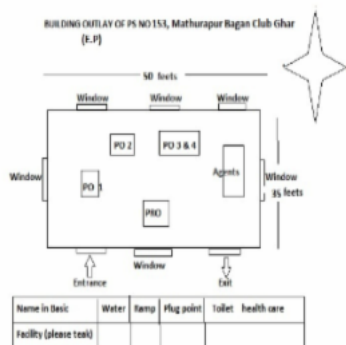 BUILDING OUTLAY OF PS NO 153, Mathurapur Bagan Club Ghar
(E.P)
50 feets
Window Window Window
PO 2 PO 3 & 4
Window Agents Window
PO 1 35 feets
PRO
Entrance Window Exit
Name in Basic Water Ramp Plug point Toilet health care
Facility (please teak)